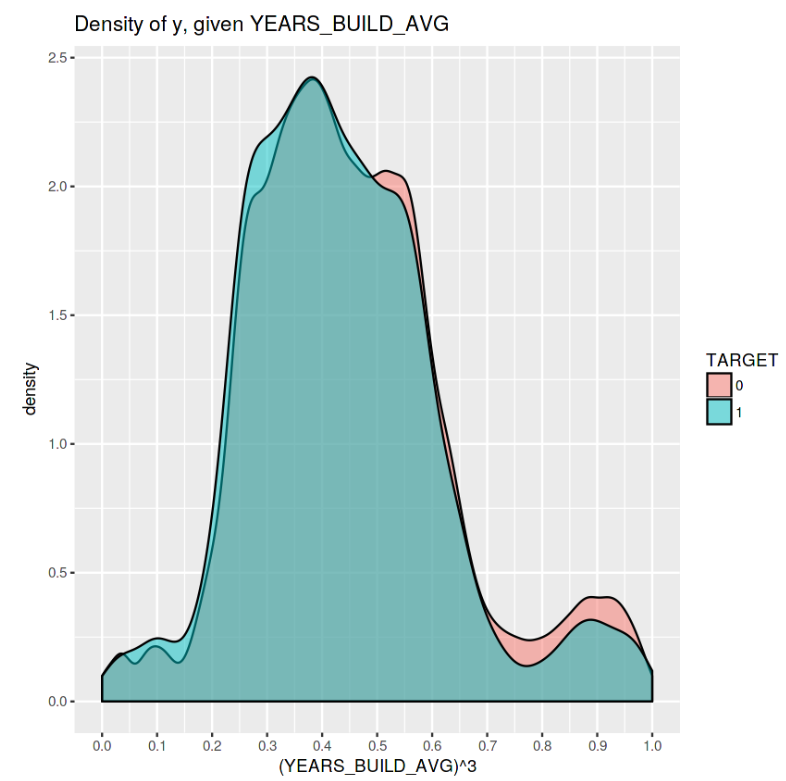 Density of y, given YEARS_BUILD_AVG
2.5
2.0
1.5
1.0
0.5
0.0
density
0.0 0.1 0.2 0.3 0.4 0.5 0.6 0.7 0.8 0.9 1.0
(YEARS_BUILD_AVG)^3
TARGET
0
1